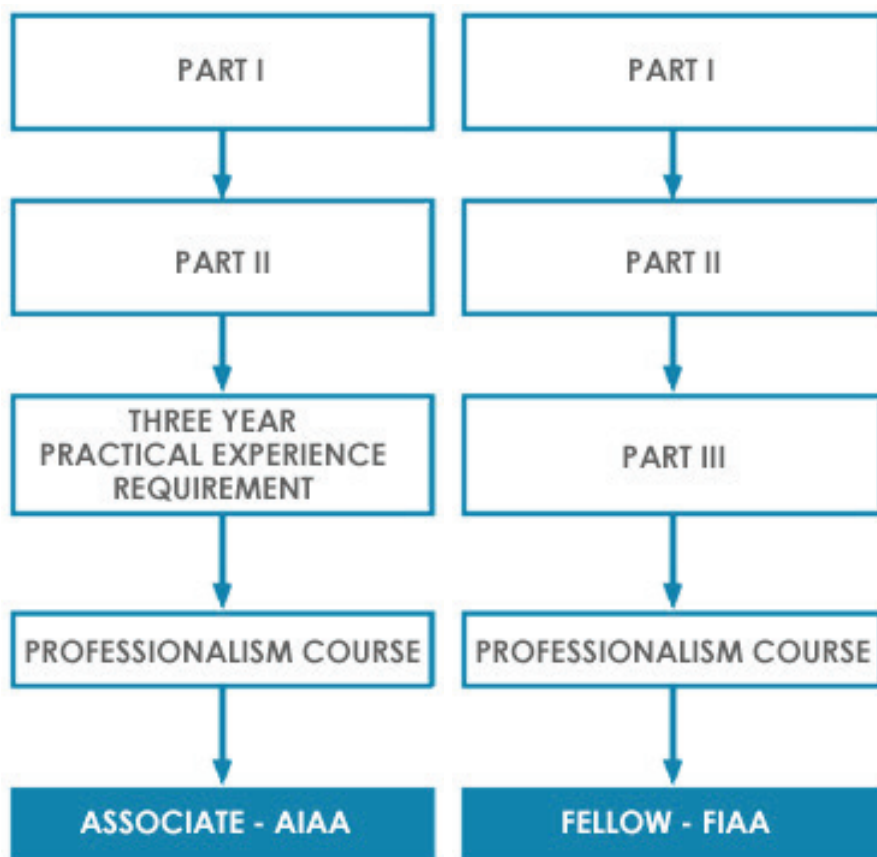 PART I
PART II
THREE YEAR
PRACTICAL EXPERIENCE
REQUIREMENT
PROFESSIONALISM COURSE
ASSOCIATE - AIAA
PART I
PART II
PART III
PROFESSIONALISM COURSE
FELLOW - FIAA